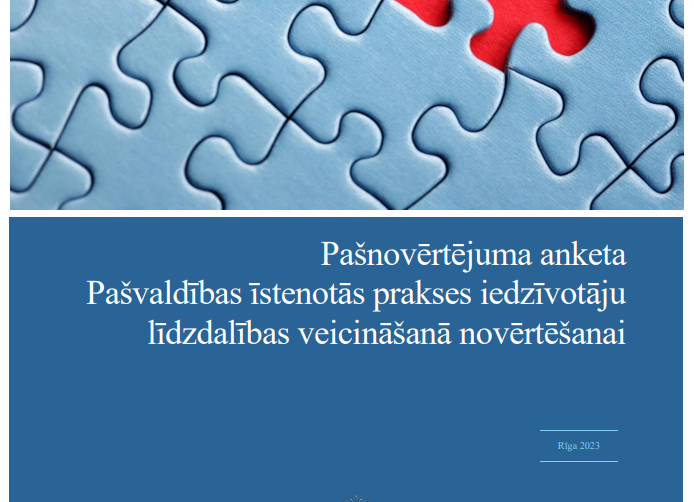 Pašnovērtējuma anketa
Pašvaldības īstenotās prakses iedzīvotāju
līdzdalības veicināšanā novērtēšanai
Rīga 2023